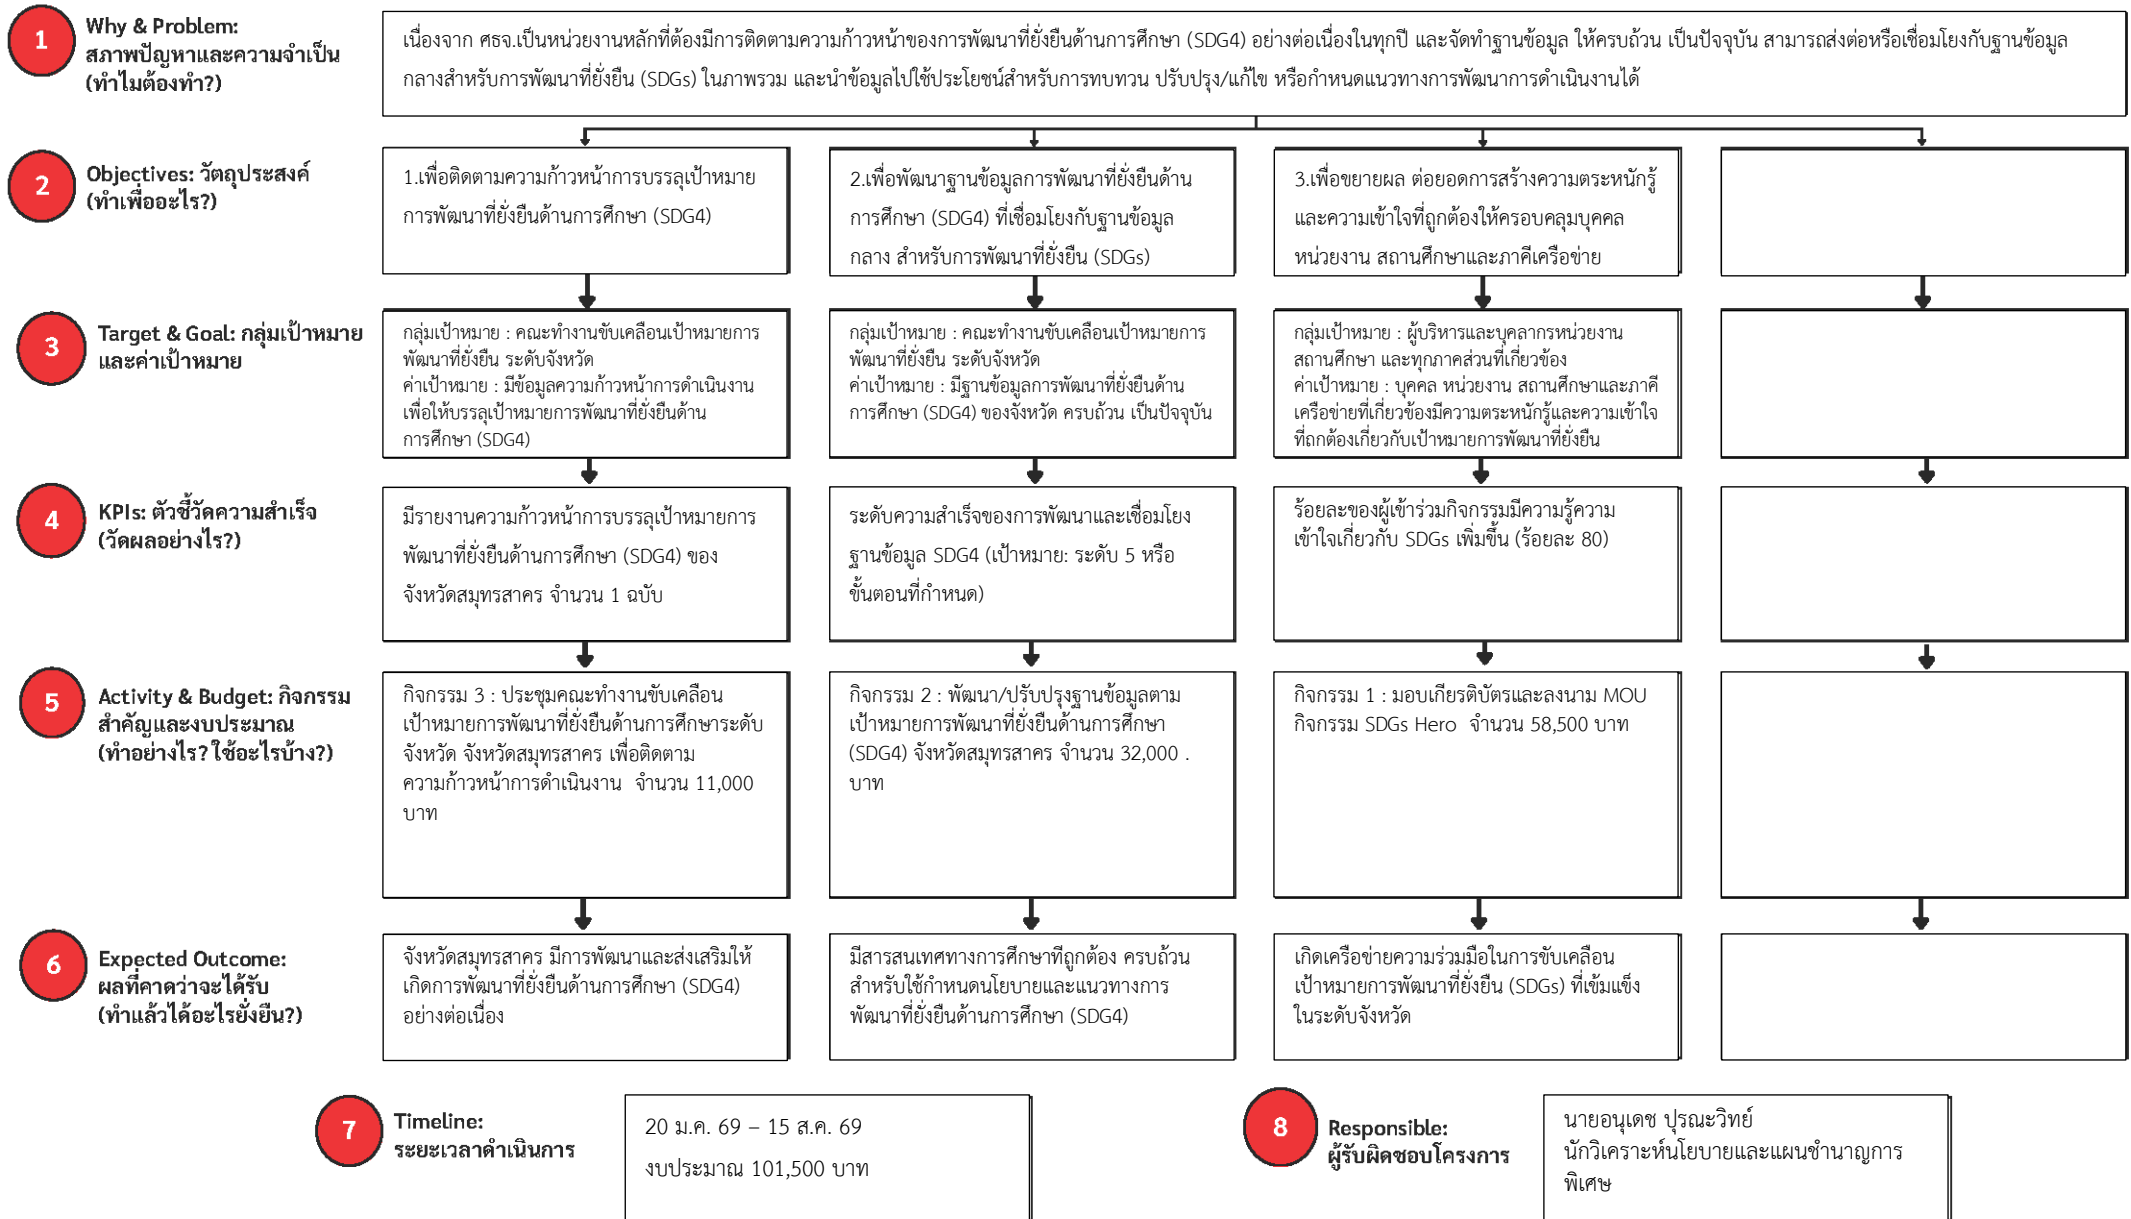 1
Why & Problem:
สภาพปัญหาและความจำเป็น
(ทำไมต้องทำ?)
เนื่องจาก ศธจ.เป็นหน่วยงานหลักที่ต้องมีการติดตามความก้าวหน้าของการพัฒนาที่ยั่งยืนด้านการศึกษา (SDG4) อย่างต่อเนื่องในทุกปี และจัดทำฐานข้อมูล ให้ครบถ้วน เป็นปัจจุบัน สามารถส่งต่อหรือเชื่อมโยงกับฐานข้อมูล
กลางสำหรับการพัฒนาที่ยั่งยืน (SDGs) ในภาพรวม และนำข้อมูลไปใช้ประโยชน์สำหรับการทบทวน ปรับปรุง/แก้ไข หรือกำหนดแนวทางการพัฒนาการดำเนินงานได้
2
Objectives: วัตถุประสงค์
(ทำเพื่ออะไร?)
1.เพื่อติดตามความก้าวหน้าการบรรลุเป้าหมาย
การพัฒนาที่ยั่งยืนด้านการศึกษา (SDG4)
2.เพื่อพัฒนาฐานข้อมูลการพัฒนาที่ยั่งยืนด้าน
การศึกษา (SDG4) ที่เชื่อมโยงกับฐานข้อมูล
กลาง สำหรับการพัฒนาที่ยั่งยืน (SDGs)
3.เพื่อขยายผล ต่อยอดการสร้างความตระหนักรู้
และความเข้าใจที่ถูกต้องให้ครอบคลุมบุคคล
หน่วยงาน สถานศึกษาและภาคีเครือข่าย
3
Target & Goal: กลุ่มเป้าหมาย
และค่าเป้าหมาย
กลุ่มเป้าหมาย : คณะทำงานขับเคลื่อนเป้าหมายการ
พัฒนาที่ยั่งยืน ระดับจังหวัด
ค่าเป้าหมาย : มีข้อมูลความก้าวหน้าการดำเนินงาน
เพื่อให้บรรลุเป้าหมายการพัฒนาที่ยั่งยืนด้าน
การศึกษา (SDG4)
กลุ่มเป้าหมาย : คณะทำงานขับเคลื่อนเป้าหมายการ
พัฒนาที่ยั่งยืน ระดับจังหวัด
ค่าเป้าหมาย : มีฐานข้อมูลการพัฒนาที่ยั่งยืนด้าน
การศึกษา (SDG4) ของจังหวัด ครบถ้วน เป็นปัจจุบัน
กลุ่มเป้าหมาย : ผู้บริหารและบุคลากรหน่วยงาน
สถานศึกษา และทุกภาคส่วนที่เกี่ยวข้อง
ค่าเป้าหมาย : บุคคล หน่วยงาน สถานศึกษาและภาคี
เครือข่ายที่เกี่ยวข้องมีความตระหนักรู้และความเข้าใจ
ที่ถูกต้องเกี่ยวกับเป้าหมายการพัฒนาที่ยั่งยืน
4
KPIs: ตัวชี้วัดความสำเร็จ
(วัดผลอย่างไร?)
มีรายงานความก้าวหน้าการบรรลุเป้าหมายการ
พัฒนาที่ยั่งยืนด้านการศึกษา (SDG4) ของ
จังหวัดสมุทรสาคร จำนวน 1 ฉบับ
ระดับความสำเร็จของการพัฒนาและเชื่อมโยง
ฐานข้อมูล SDG4 (เป้าหมาย: ระดับ 5 หรือ
ขั้นตอนที่กำหนด)
ร้อยละของผู้เข้าร่วมกิจกรรมมีความรู้ความ
เข้าใจเกี่ยวกับ SDGs เพิ่มขึ้น (ร้อยละ 80)
5
Activity & Budget: กิจกรรม
สำคัญและงบประมาณ
(ทำอย่างไร? ใช้อะไรบ้าง?)
กิจกรรม 3 : ประชุมคณะทำงานขับเคลื่อน
เป้าหมายการพัฒนาที่ยั่งยืนด้านการศึกษาระดับ
จังหวัด จังหวัดสมุทรสาคร เพื่อติดตาม
ความก้าวหน้าการดำเนินงาน จำนวน 11,000
บาท
กิจกรรม 2 : พัฒนา/ปรับปรุงฐานข้อมูลตาม
เป้าหมายการพัฒนาที่ยั่งยืนด้านการศึกษา
(SDG4) จังหวัดสมุทรสาคร จำนวน 32,000 .
บาท
กิจกรรม 1 : มอบเกียรติบัตรและลงนาม MOU
กิจกรรม SDGs Hero จำนวน 58,500 บาท
6
Expected Outcome:
ผลที่คาดว่าจะได้รับ
(ทำแล้วได้อะไรยั่งยืน?)
จังหวัดสมุทรสาคร มีการพัฒนาและส่งเสริมให้
เกิดการพัฒนาที่ยั่งยืนด้านการศึกษา (SDG4)
อย่างต่อเนื่อง
มีสารสนเทศทางการศึกษาที่ถูกต้อง ครบถ้วน
สำหรับใช้กำหนดนโยบายและแนวทางการ
พัฒนาที่ยั่งยืนด้านการศึกษา (SDG4)
เกิดเครือข่ายความร่วมมือในการขับเคลื่อน
เป้าหมายการพัฒนาที่ยั่งยืน (SDGs) ที่เข้มแข็ง
ในระดับจังหวัด
7
Timeline:
ระยะเวลาดำเนินการ
20 ม.ค. 69 – 15 ส.ค. 69
งบประมาณ 101,500 บาท
8
Responsible:
ผู้รับผิดชอบโครงการ
นายอนุเดช ปุรณะวิทย์
นักวิเคราะห์นโยบายและแผนชำนาญการ
พิเศษ